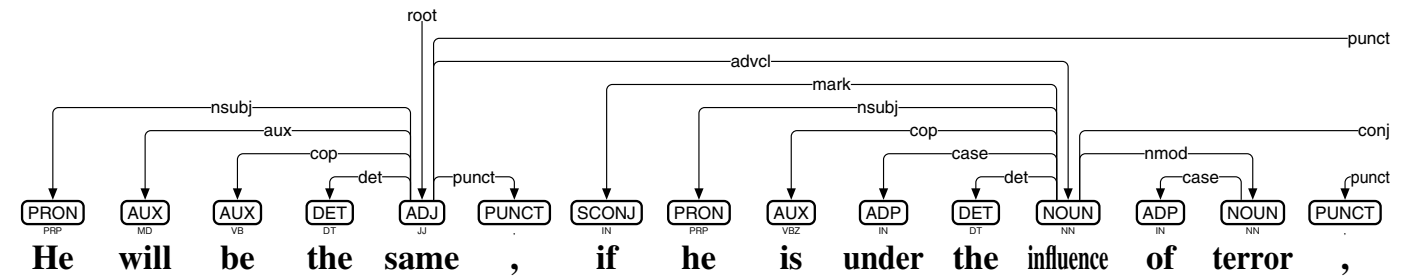 root
punct
advcl
mark
nsubj nsubj
aux cop conj
cop case nmod
det punct det case punct
PRON AUX AUX DET ADJ PUNCT SCONJ PRON AUX ADP DET NOUN ADP NOUN PUNCT
PRP MD VB DT JJ , IN PRP VBZ IN DT NN IN NN ,
He will be the same , if he is under the influence of terror ,